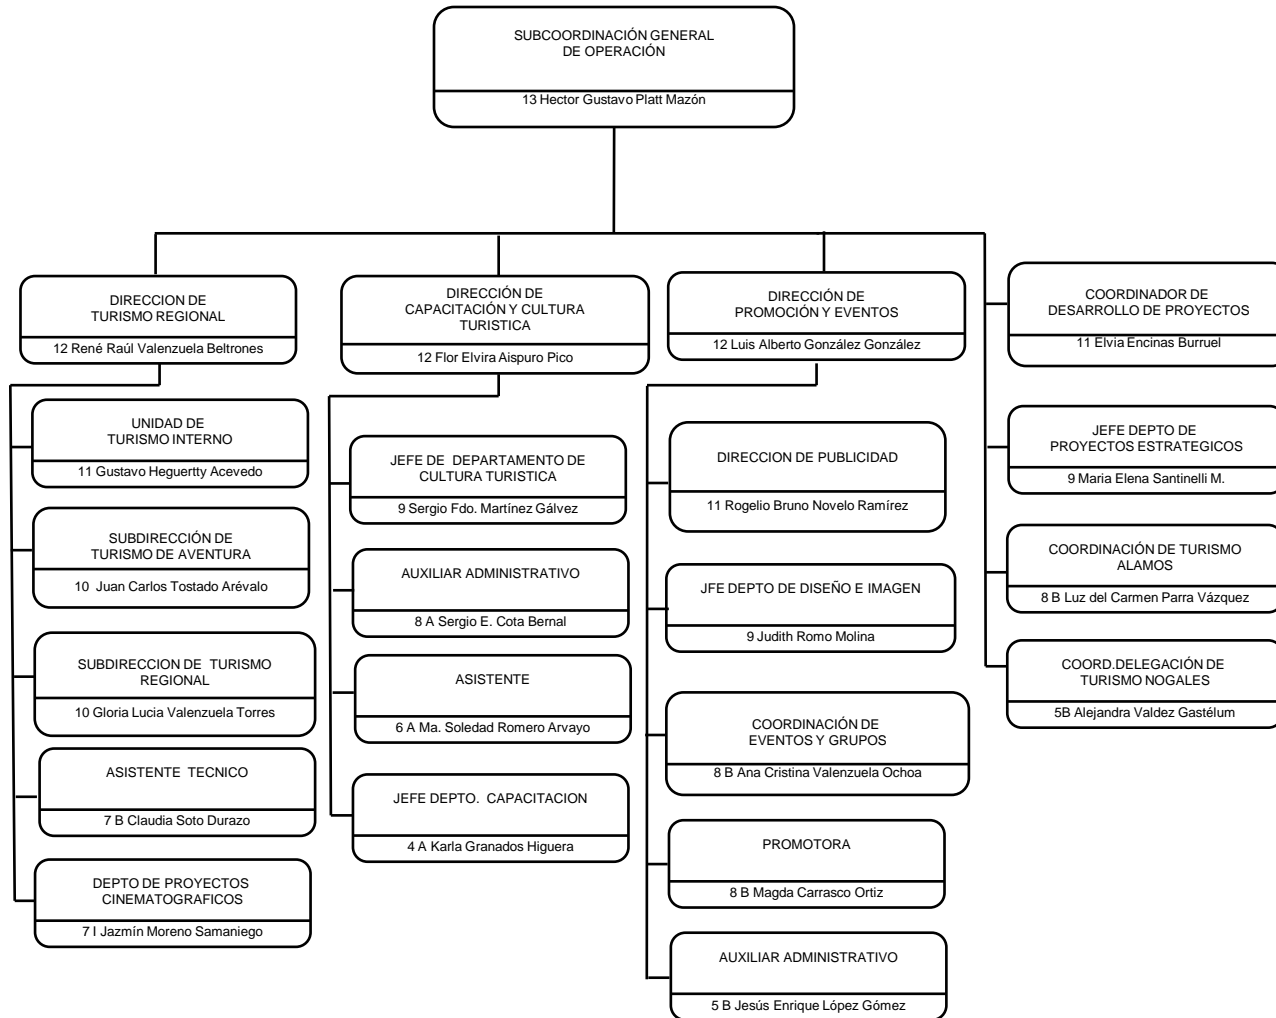 SUBCOORDINACIÓN GENERAL
DE OPERACIÓN
13 Hector Gustavo Platt Mazón
DIRECCION DE
TURISMO REGIONAL
12 René Raúl Valenzuela Beltrones
UNIDAD DE
TURISMO INTERNO
11 Gustavo Heguertty Acevedo
SUBDIRECCIÓN DE
TURISMO DE AVENTURA
10 Juan Carlos Tostado Arévalo
SUBDIRECCION DE TURISMO
REGIONAL
10 Gloria Lucia Valenzuela Torres
ASISTENTE TECNICO
7 B Claudia Soto Durazo
DEPTO DE PROYECTOS
CINEMATOGRAFICOS
7 I Jazmín Moreno Samaniego
DIRECCIÓN DE
CAPACITACIÓN Y CULTURA
TURISTICA
12 Flor Elvira Aispuro Pico
JEFE DE DEPARTAMENTO DE
CULTURA TURISTICA
9 Sergio Fdo. Martínez Gálvez
AUXILIAR ADMINISTRATIVO
8 A Sergio E. Cota Bernal
ASISTENTE
6 A Ma. Soledad Romero Arvayo
JEFE DEPTO. CAPACITACION
4 A Karla Granados Higuera
DIRECCIÓN DE
PROMOCIÓN Y EVENTOS
12 Luis Alberto González González
DIRECCION DE PUBLICIDAD
11 Rogelio Bruno Novelo Ramírez
JFE DEPTO DE DISEÑO E IMAGEN
9 Judith Romo Molina
COORDINACIÓN DE
EVENTOS Y GRUPOS
8 B Ana Cristina Valenzuela Ochoa
PROMOTORA
8 B Magda Carrasco Ortiz
AUXILIAR ADMINISTRATIVO
5 B Jesús Enrique López Gómez
COORDINADOR DE
DESARROLLO DE PROYECTOS
11 Elvia Encinas Burruel
JEFE DEPTO DE
PROYECTOS ESTRATEGICOS
9 Maria Elena Santinelli M.
COORDINACIÓN DE TURISMO
ALAMOS
8 B Luz del Carmen Parra Vázquez
COORD.DELEGACIÓN DE
TURISMO NOGALES
5B Alejandra Valdez Gastélum